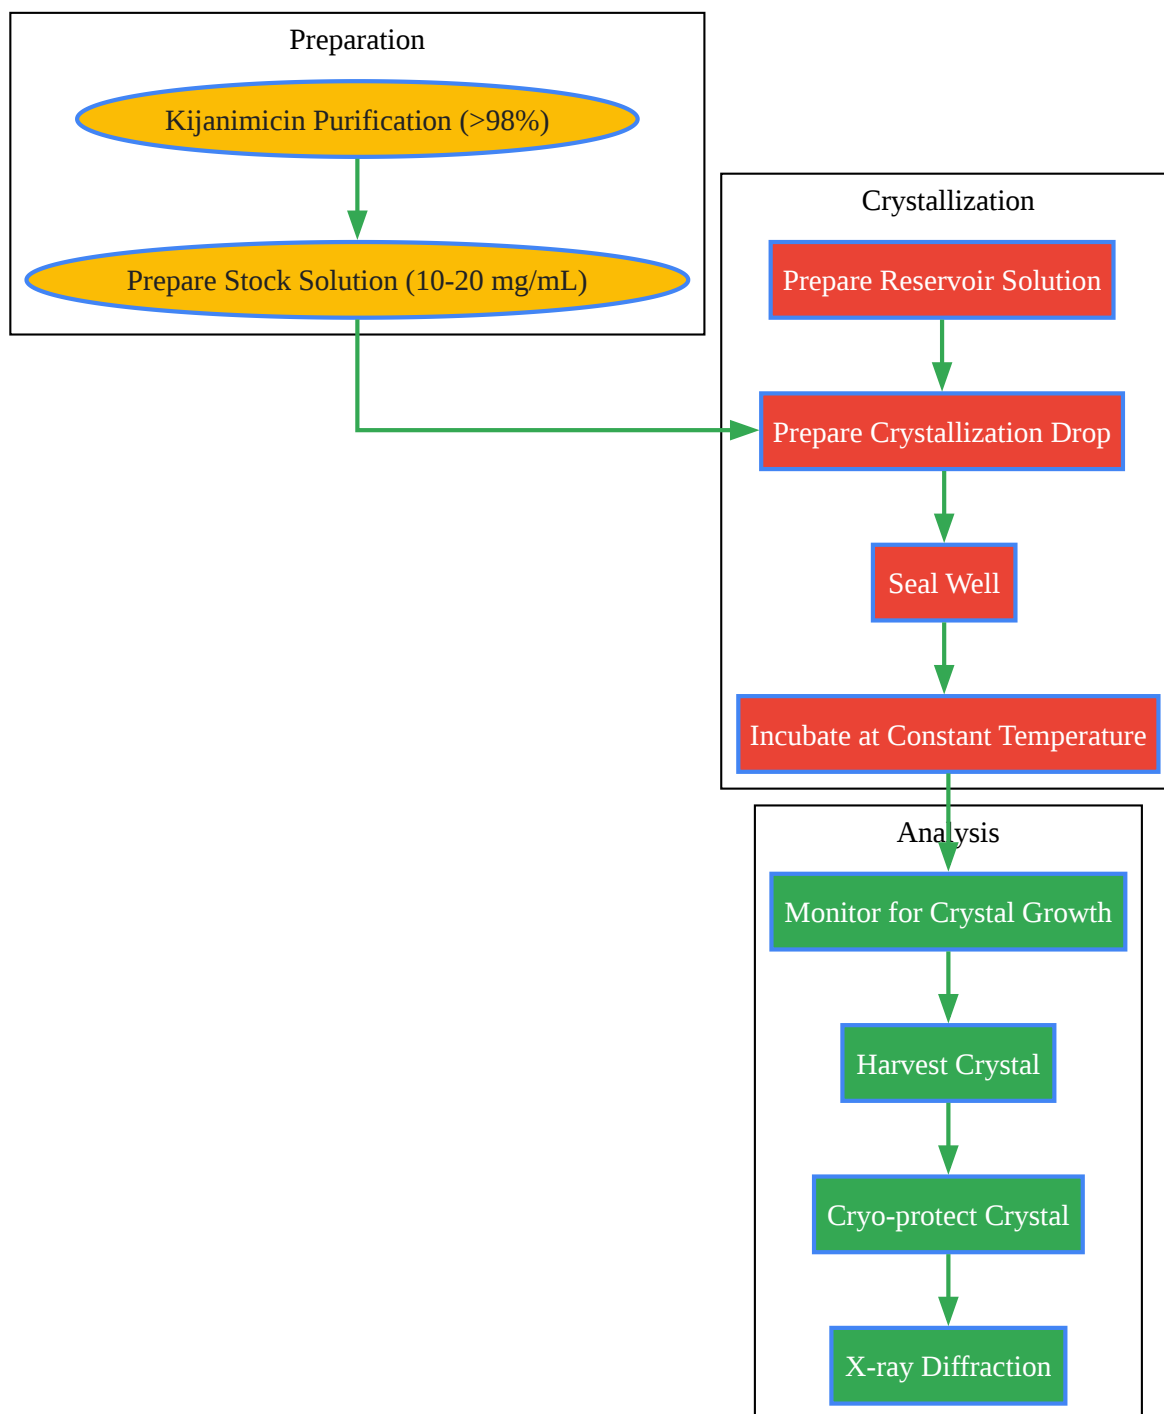 Preparation
Kijanimicin Purification (>98%)
Prepare Stock Solution (10-20 mg/mL)
Crystallization
Prepare Reservoir Solution
Prepare Crystallization Drop
Seal Well
Incubate at Constant Temperature
Analysis
Monitor for Crystal Growth
Harvest Crystal
Cryo-protect Crystal
X-ray Diffraction